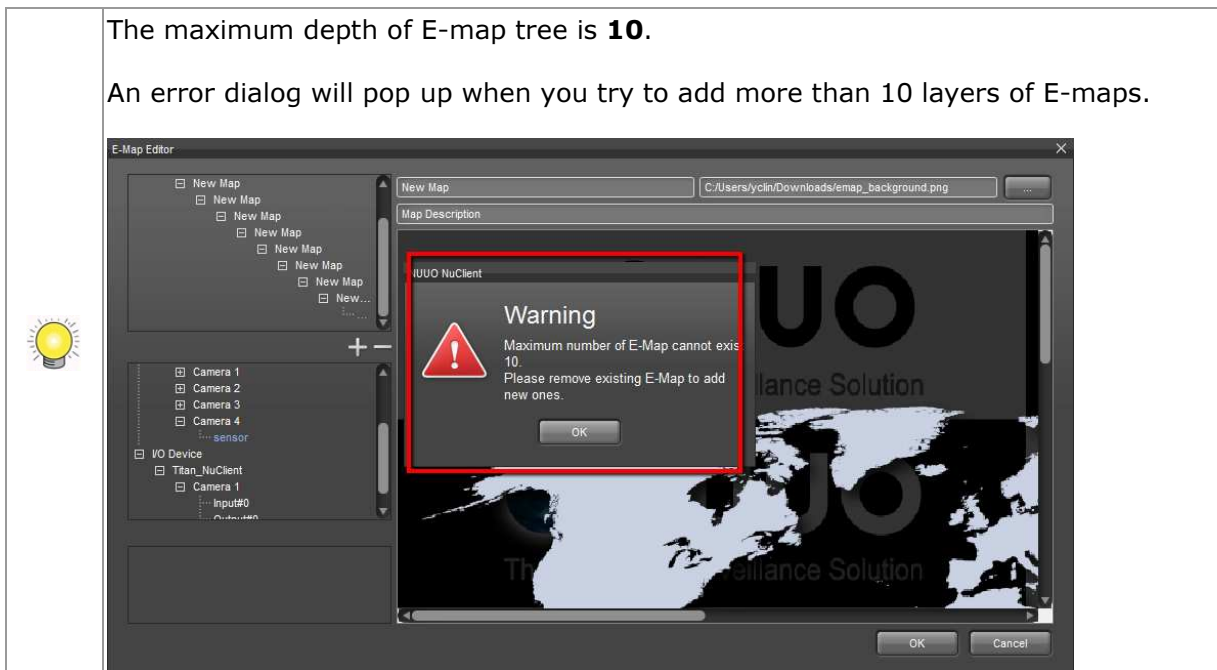 The maximum depth of E-map tree is 10.
An error dialog will pop up when you try to add more than 10 layers of E-maps.
E-Map Editor
New Map
New Map
New Map
New Map
New Map
New Map
New Map
New...
...
Camera 1
Camera 2
Camera 3
Camera 4
sensor
I/O Device
Titan_NuClient
Camera 1
Input#0
Output#0
New Map
C:/Users/yclin/Downloads/emap_background.png
...
Map Description
NUUO NuClient
Warning
Maximum number of E-Map cannot exis
10.
Please remove existing E-Map to add
new ones.
OK
UO
llance Solution
UO
Th
eillance Solution
OK
Cancel